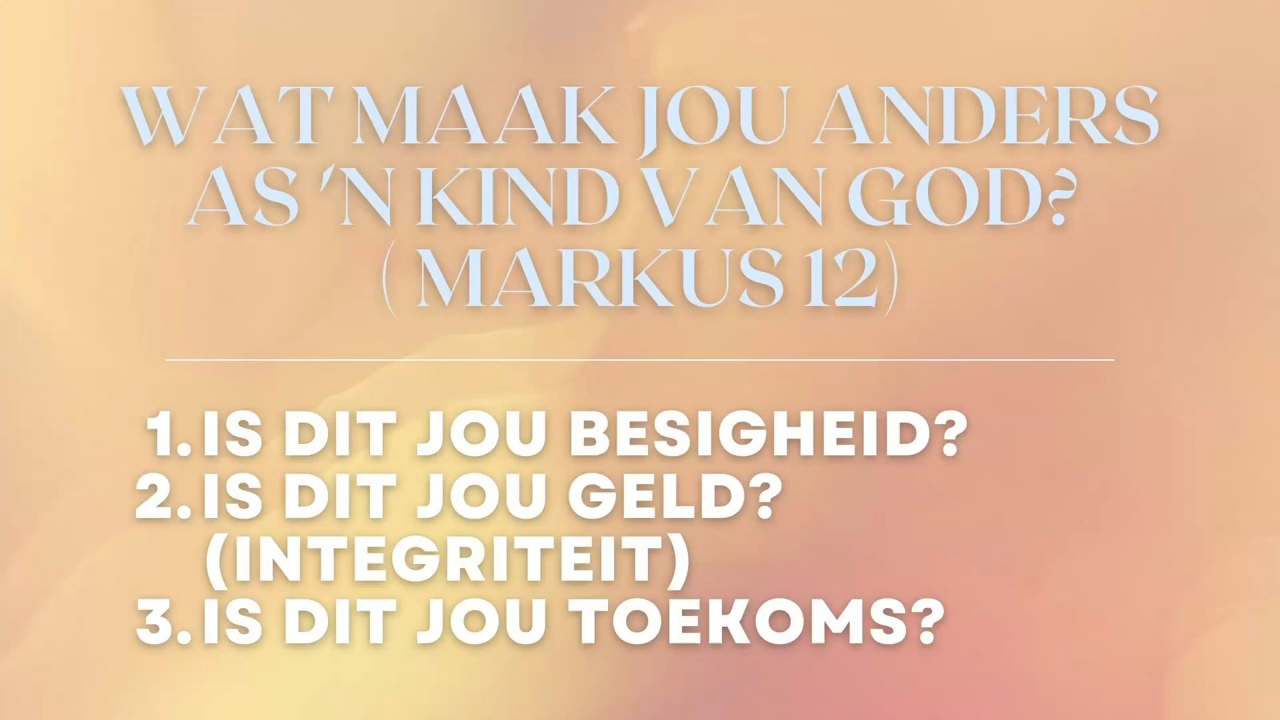 WAT MAAK JOU ANDERS
AS 'N KIND VAN GOD?
( MARKUS 12)
1. IS DIT JOU BESIGHEID?
2. IS DIT JOU GELD?
(INTEGRITEIT)
3. IS DIT JOU TOEKOMS?